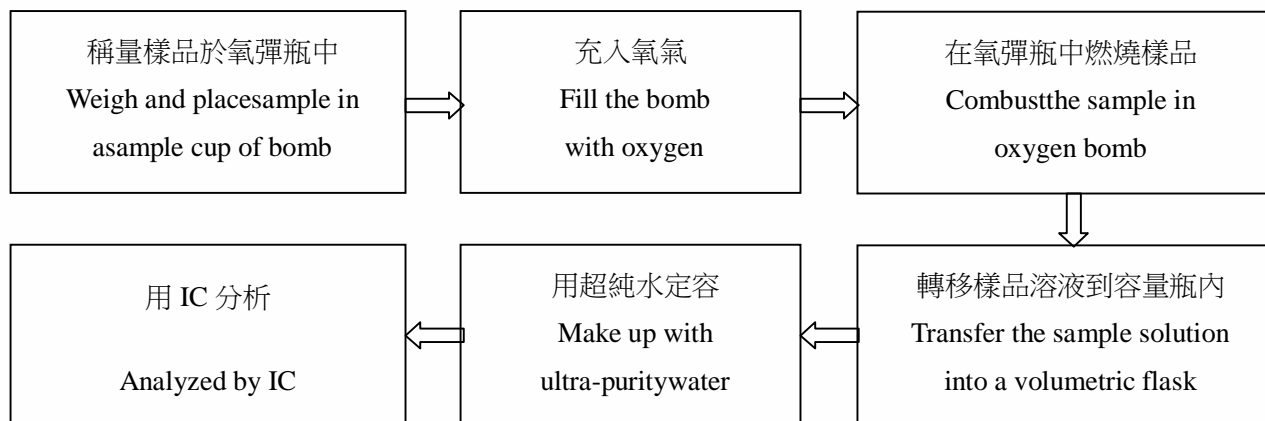 稱量樣品於氧彈瓶中
Weigh and placesample in
asample cup of bomb
充入氧氣
Fill the bomb
with oxygen
在氧彈瓶中燃燒樣品
Combustthe sample in
oxygen bomb
轉移樣品溶液到容量瓶內
Transfer the sample solution
into a volumetric flask
用超純水定容
Make up with
ultra-puritywater
用 IC 分析
Analyzed by IC